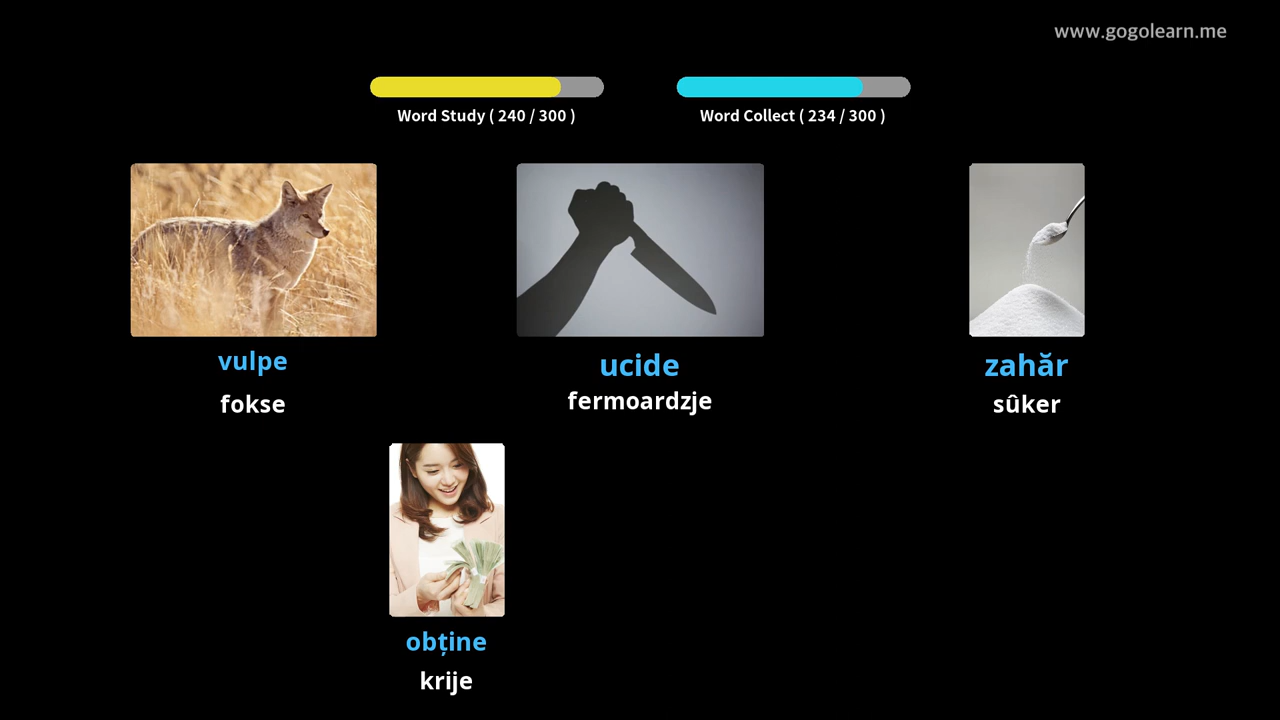 www.gogolearn.me
Word Study ( 240 / 300 )
Word Collect ( 234 / 300 )
vulpe
fokse
ucide
fermoardzje
zahăr
sûker
obține
krije